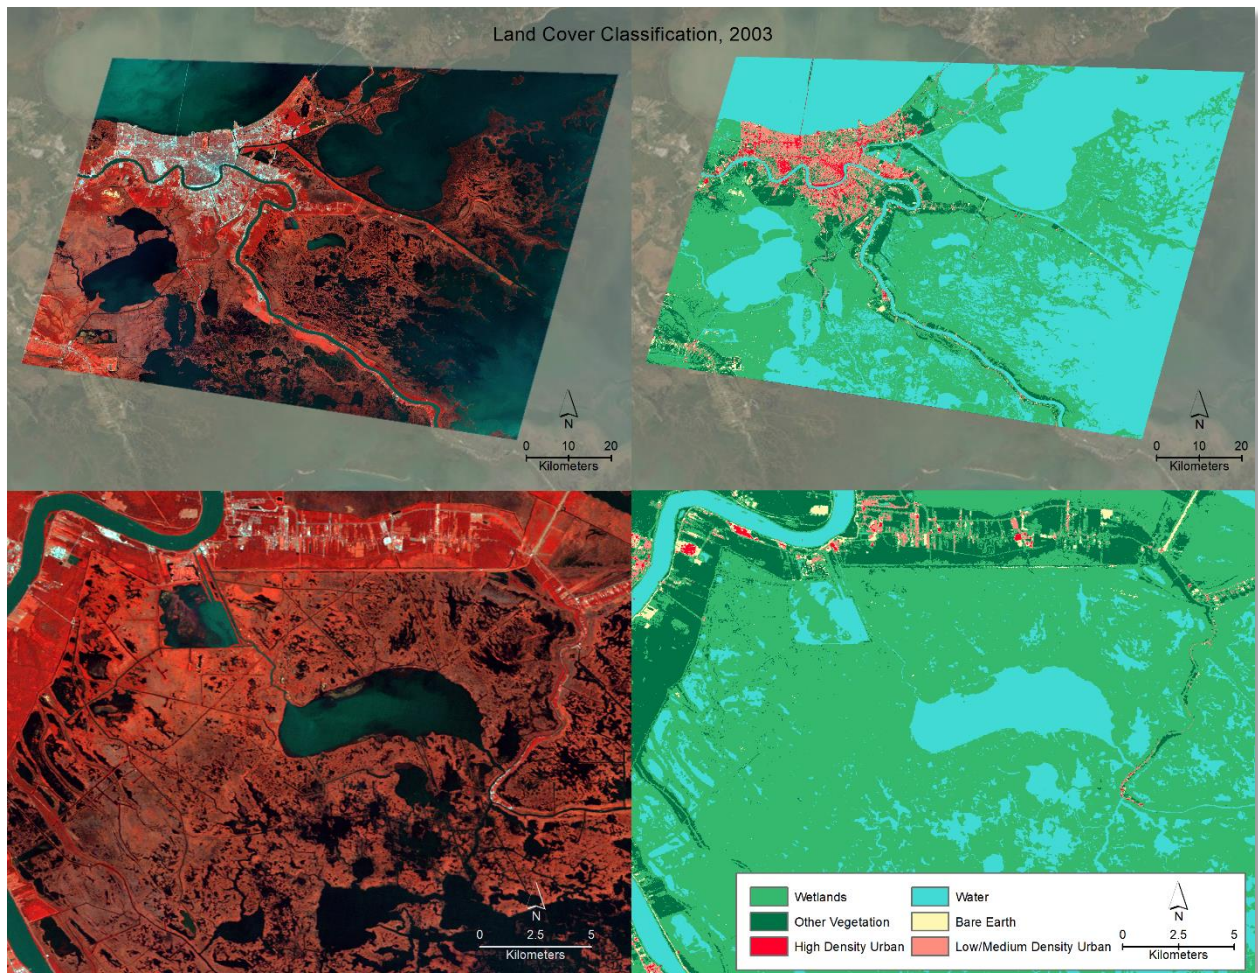 Land Cover Classification, 2003
N
0 10 20
Kilometers
N
0 10 20
Kilometers
N
0 2.5 5
Kilometers
Wetlands
Water
Other Vegetation
Bare Earth
High Density Urban
Low/Medium Density Urban
N
0 2.5 5
Kilometers